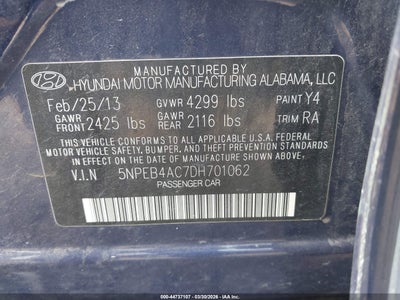 MANUFACTURED BY
HYUNDAI MOTOR MANUFACTURING ALABAMA, LLC
Feb/25/13 GVWR 4299 lbs PAINT Y4
GAWR FRONT 2425 lbs GAWR REAR 2116 lbs TRIM RA
THIS VEHICLE CONFORMS TO ALL APPLICABLE U.S. FEDERAL
MOTOR VEHICLE SAFETY, BUMPER, AND THEFT PREVENTION STANDARDS
IN EFFECT ON THE DATE OF MANUFACTURE SHOWN ABOVE.
V.I.N 5NPEB4AC7DH701062
PASSENGER CAR
000-44737107 - 03/30/2026 - IAA